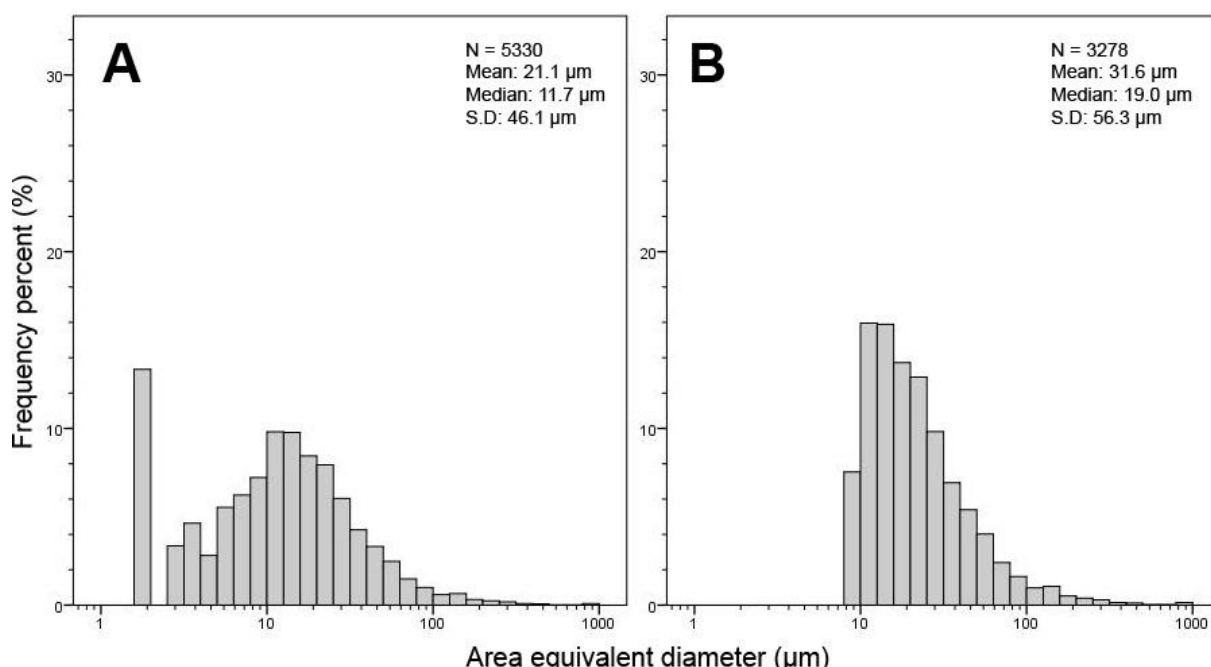 A
N = 5330
Mean: 21.1 µm
Median: 11.7 µm
S.D: 46.1 µm
B
N = 3278
Mean: 31.6 µm
Median: 19.0 µm
S.D: 56.3 µm
Frequency percent (%)
30
20
10
0
30
20
10
0
1 10 100 1000
1 10 100 1000
Area equivalent diameter (µm)